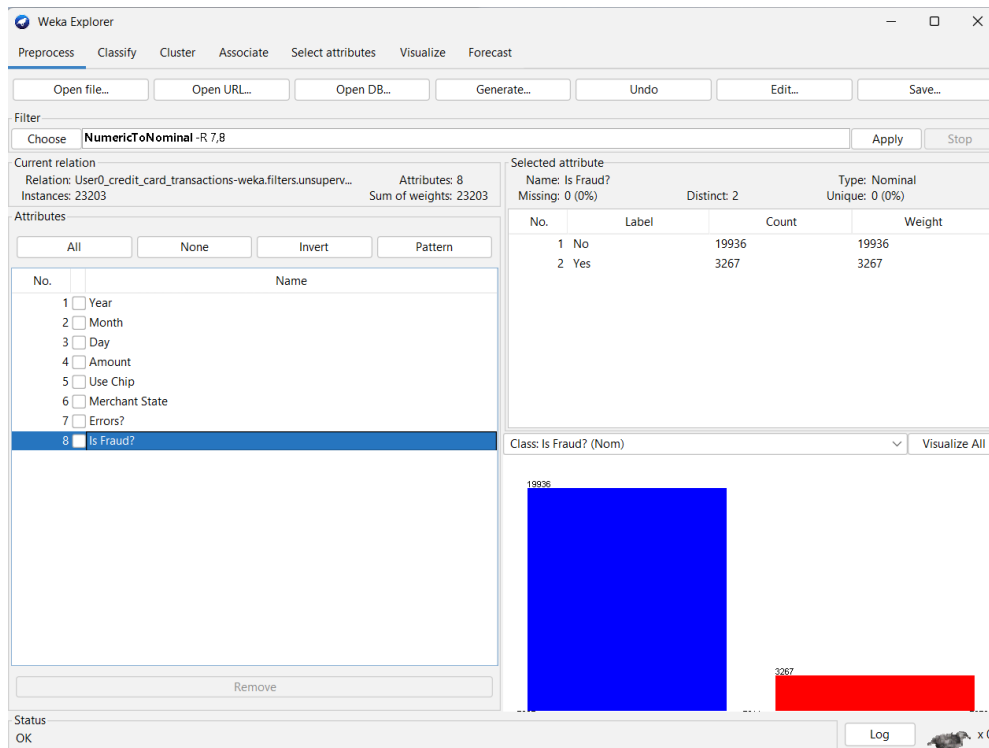 Weka Explorer
Preprocess Classify Cluster Associate Select attributes Visualize Forecast
Open file... Open URL... Open DB... Generate... Undo Edit... Save...
Filter
Choose NumericToNominal -R 7,8 Apply Stop
Current relation
Relation: User0_credit_card_transactions-weka.filters.unsuperv... Attributes: 8
Instances: 23203 Sum of weights: 23203
Attributes
All None Invert Pattern
No. Name
1 Year
2 Month
3 Day
4 Amount
5 Use Chip
6 Merchant State
7 Errors?
8 Is Fraud?
Remove
Selected attribute
Name: Is Fraud? Type: Nominal
Missing: 0 (0%) Distinct: 2 Unique: 0 (0%)
No. Label Count Weight
1 No 19936 19936
2 Yes 3267 3267
Class: Is Fraud? (Nom) Visualize All
19936
3267
Status
OK
Log